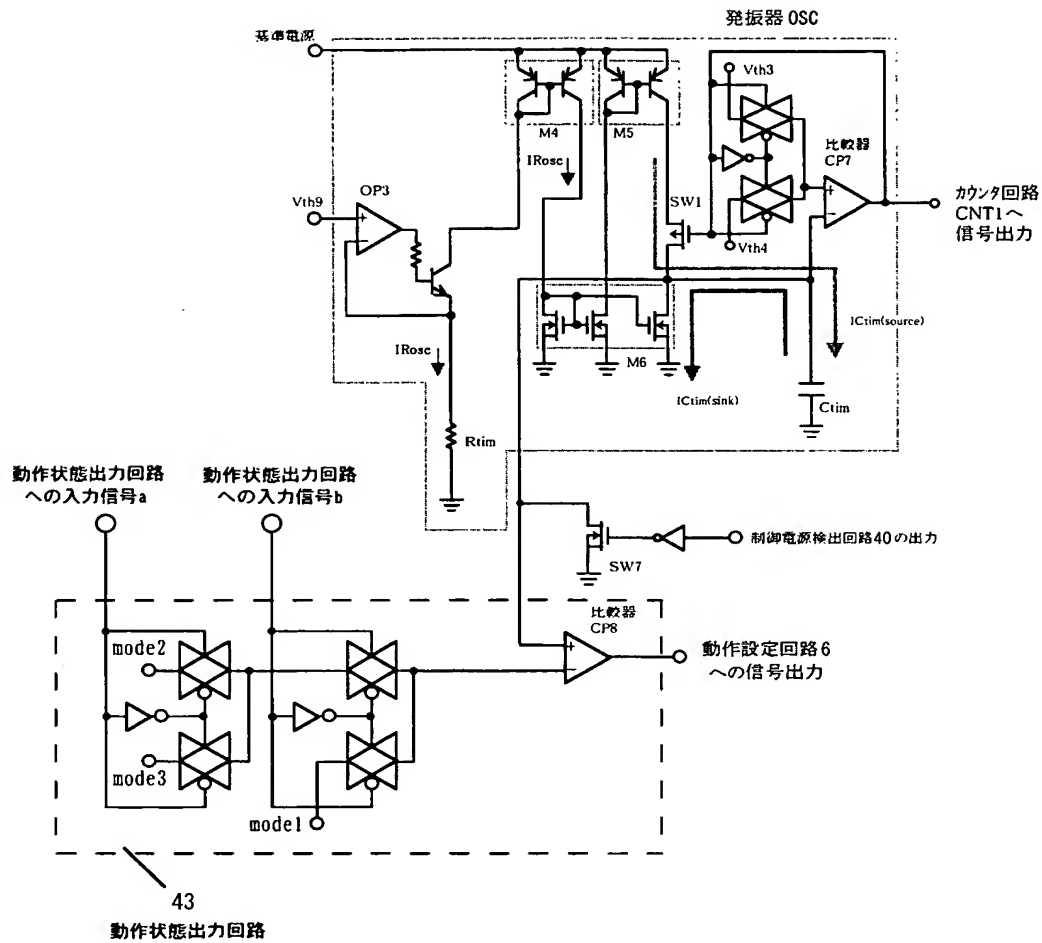 発振器 OSC
基準電源
M4
M5
Vth3
Vth4
比較器
CP7
SW1
IRosc
OP3
Vth9
カウンタ回路
CNT1へ
信号出力
ICtim(source)
M6
ICtim(sink)
IRosc
Ctim
Rtim
動作状態出力回路
への入力信号a
動作状態出力回路
への入力信号b
制御電源検出回路40の出力
SW7
比較器
CP8
動作設定回路6
への信号出力
mode2
mode3
mode1
43
動作状態出力回路